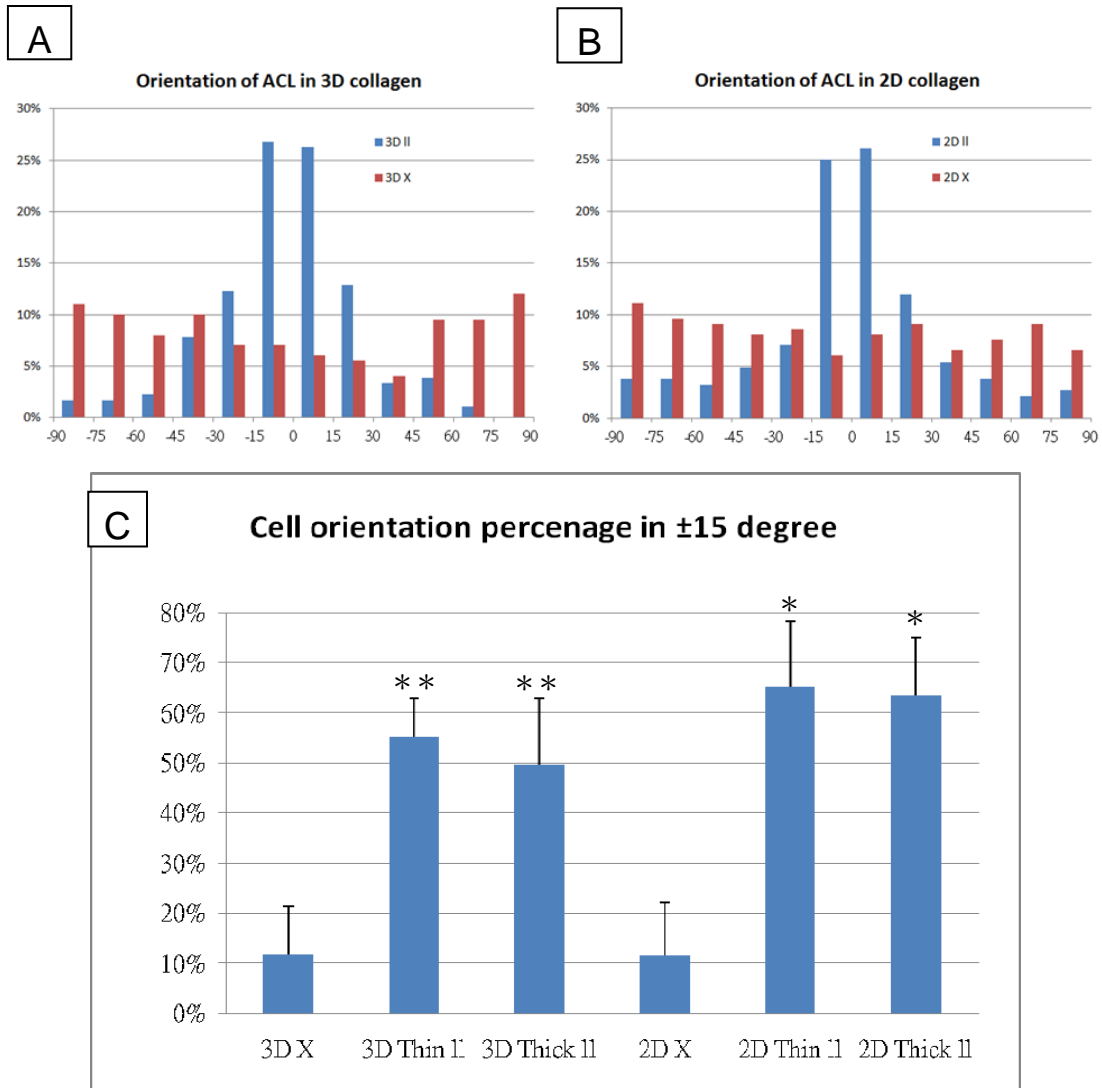 A
Orientation of ACL in 3D collagen
30%
25%
20%
15%
10%
5%
0%
3D ll
3D X
-90 -75 -60 -45 -30 -15 0 15 30 45 60 75 90
B
Orientation of ACL in 2D collagen
30%
25%
20%
15%
10%
5%
0%
2D ll
2D X
-90 -75 -60 -45 -30 -15 0 15 30 45 60 75 90
C
Cell orientation percenage in ±15 degree
80%
70%
60%
50%
40%
30%
20%
10%
0%
** ** * *
3D X 3D Thin ll 3D Thick ll 2D X 2D Thin ll 2D Thick ll